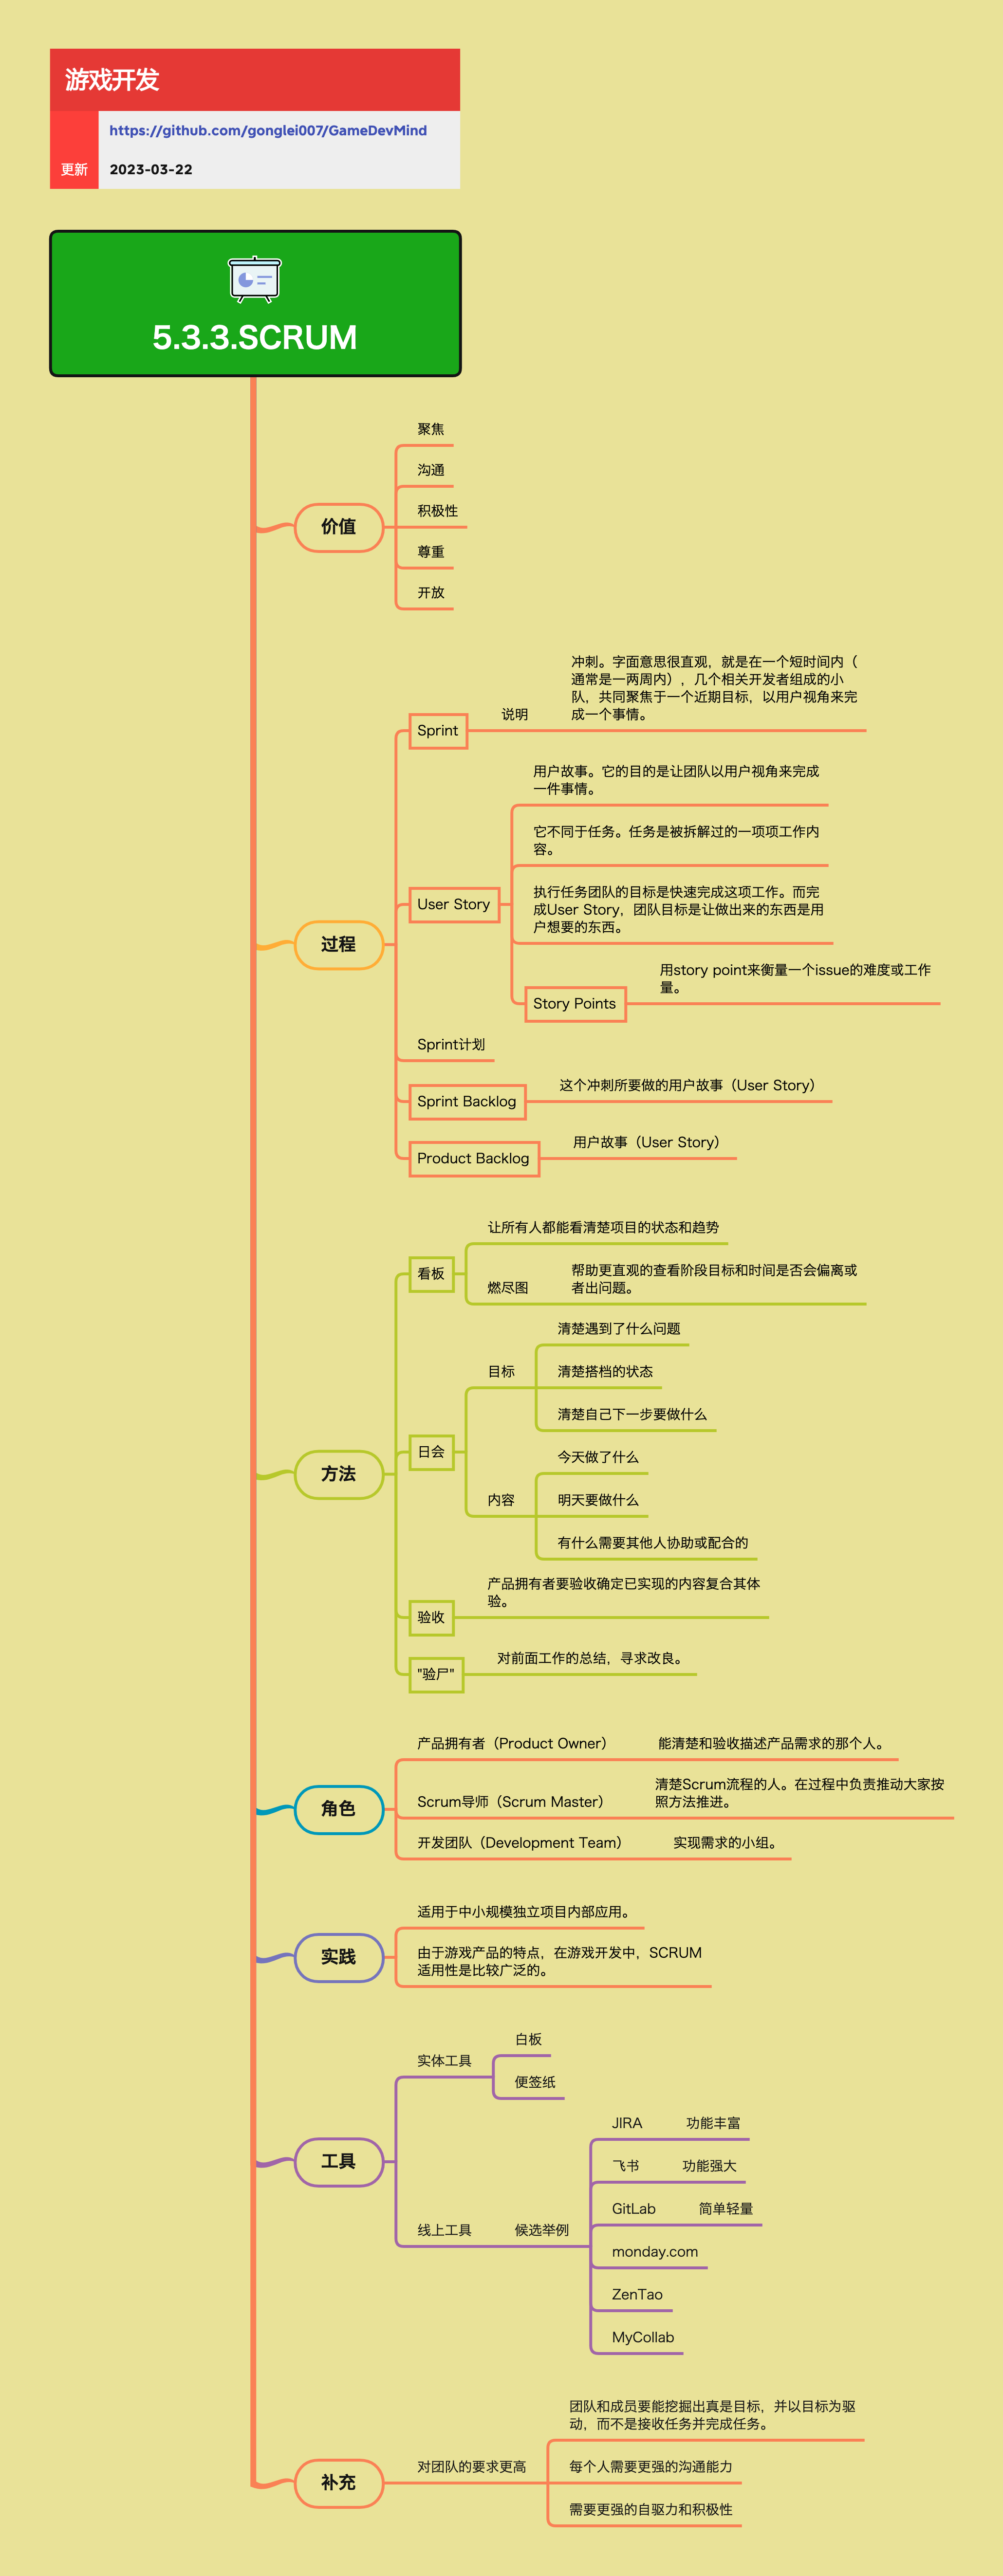 游戏开发
https://github.com/gonglei007/GameDevMind
更新
2023-03-22
5.3.3.SCRUM
价值
聚焦
沟通
积极性
尊重
开放
过程
Sprint
说明
冲刺。字面意思很直观，就是在一个短时间内（
通常是一两周内），几个相关开发者组成的小
队，共同聚焦于一个近期目标，以用户视角来完
成一个事情。
User Story
用户故事。它的目的是让团队以用户视角来完成
一件事情。
它不同于任务。任务是被拆解过的一项项工作内
容。
执行任务团队的目标是快速完成这项工作。而完
成User Story，团队目标是让做出来的东西是用
户想要的东西。
Story Points
用story point来衡量一个issue的难度或工作
量。
Sprint计划
Sprint Backlog
这个冲刺所要做的用户故事（User Story）
Product Backlog
用户故事（User Story）
方法
看板
让所有人都能看清楚项目的状态和趋势
燃尽图
帮助更直观的查看阶段目标和时间是否会偏离或
者出问题。
日会
目标
清楚遇到了什么问题
清楚搭档的状态
清楚自己下一步要做什么
内容
今天做了什么
明天要做什么
有什么需要其他人协助或配合的
验收
产品拥有者要验收确定已实现的内容复合其体
验。
"验尸"
对前面工作的总结，寻求改良。
角色
产品拥有者（Product Owner）
能清楚和验收描述产品需求的那个人。
Scrum导师（Scrum Master）
清楚Scrum流程的人。在过程中负责推动大家按
照方法推进。
开发团队（Development Team）
实现需求的小组。
实践
适用于中小规模独立项目内部应用。
由于游戏产品的特点，在游戏开发中，SCRUM
适用性是比较广泛的。
工具
实体工具
白板
便签纸
线上工具
候选举例
JIRA
功能丰富
飞书
功能强大
GitLab
简单轻量
monday.com
ZenTao
MyCollab
补充
对团队的要求更高
团队和成员要能挖掘出真是目标，并以目标为驱
动，而不是接收任务并完成任务。
每个人需要更强的沟通能力
需要更强的自驱力和积极性